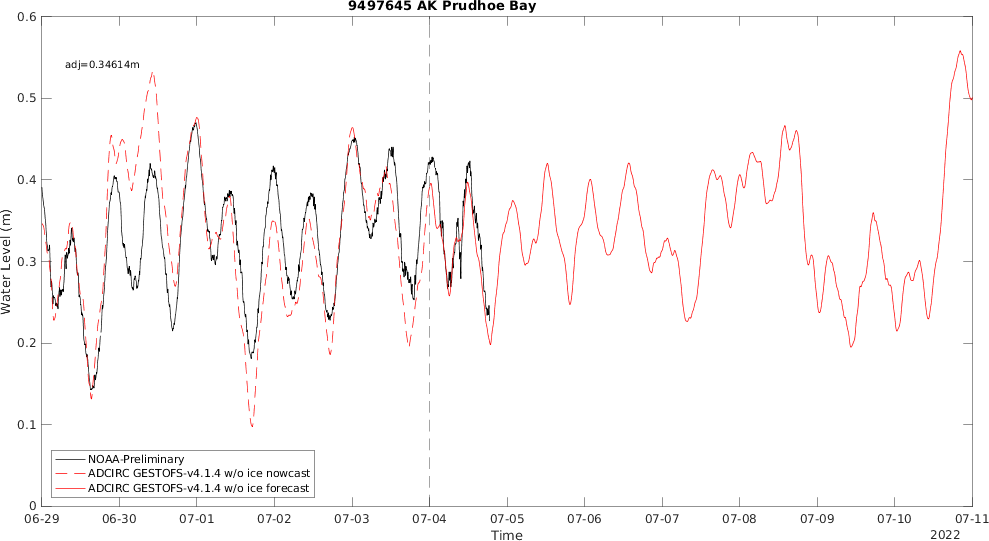 9497645 AK Prudhoe Bay
0.6
adj=0.34614m
0.5
0.4
0.3
0.2
0.1
0
Water Level (m)
NOAA-Preliminary
ADCIRC GESTOFS-v4.1.4 w/o ice nowcast
ADCIRC GESTOFS-v4.1.4 w/o ice forecast
06-29 06-30 07-01 07-02 07-03 07-04 07-05 07-06 07-07 07-08 07-09 07-10 07-11
Time
2022